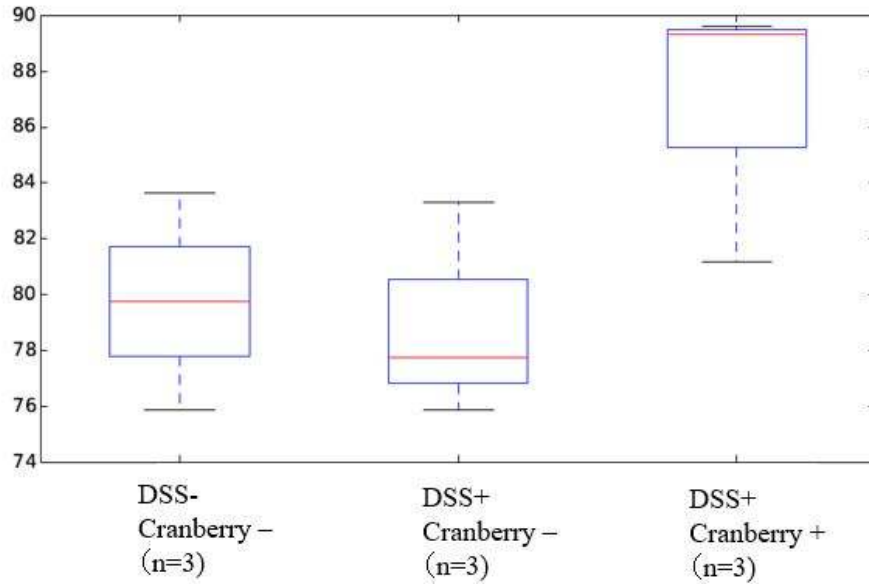 90
88
86
84
82
80
78
76
74
DSS-
Cranberry –
(n=3)
DSS+
Cranberry –
(n=3)
DSS+
Cranberry +
(n=3)